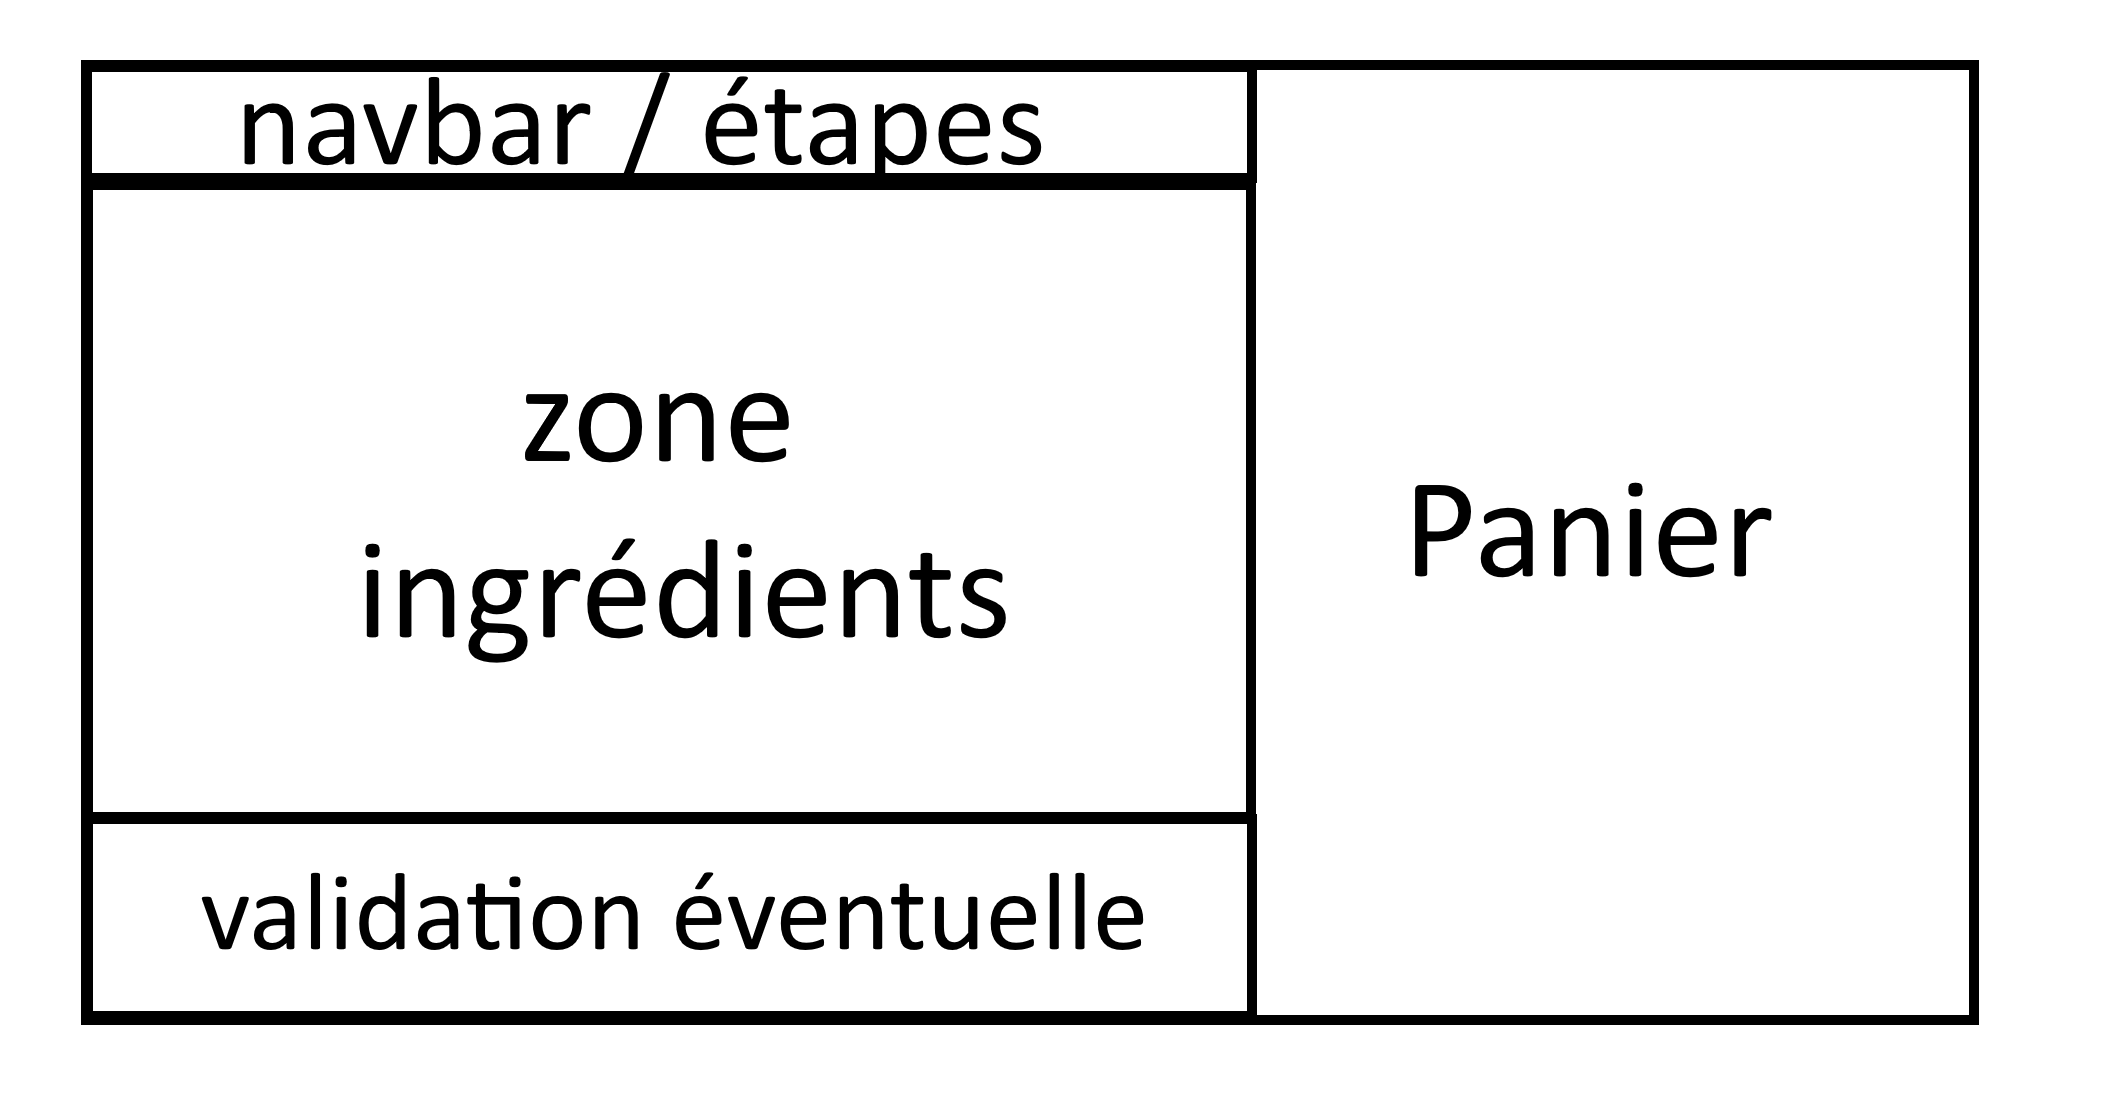 navbar / étapes
zone
ingrédients
validation éventuelle
Panier